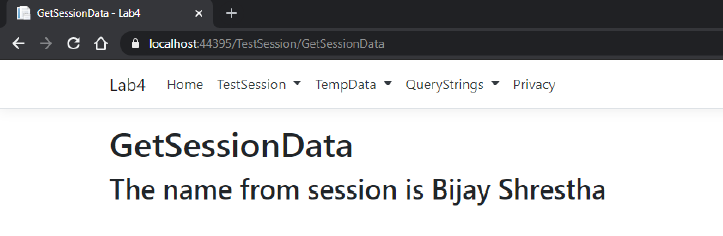 GetSessionData - Lab4
localhost:44395/TestSession/GetSessionData
Lab4 Home TestSession TempData QueryStrings Privacy
GetSessionData
The name from session is Bijay Shrestha